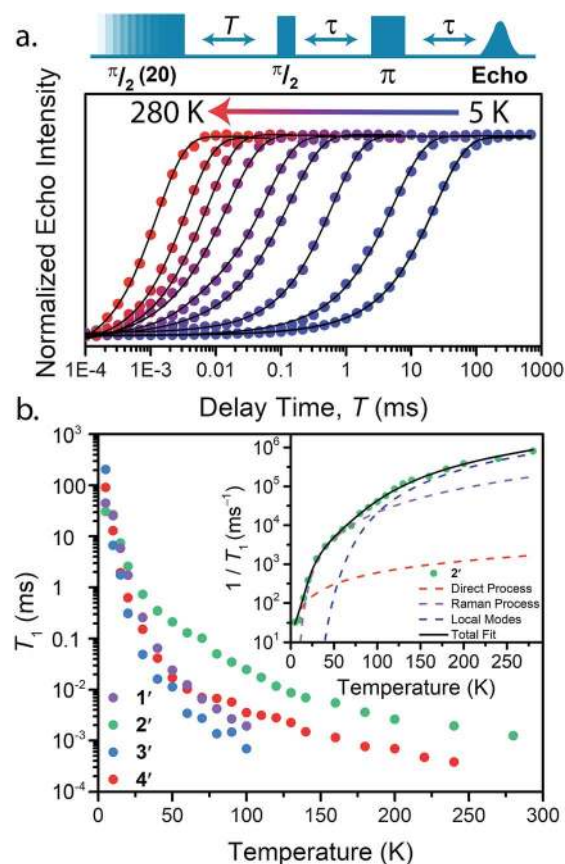 a.
T τ τ
π/2 (20) π/2 π Echo
280 K 5 K
Normalized Echo Intensity
1E-4 1E-3 0.01 0.1 1 10 100 1000
Delay Time, T (ms)
b.
T₁ (ms)
10³
100
10
1
0.1
10⁻²
10⁻³
10⁻⁴
1′
2′
3′
4′
0 50 100 150 200 250 300
Temperature (K)
1 / T₁ (ms⁻¹)
10⁶
10⁵
10⁴
10³
10²
10¹
2′
Direct Process
Raman Process
Local Modes
Total Fit
0 50 100 150 200 250
Temperature (K)